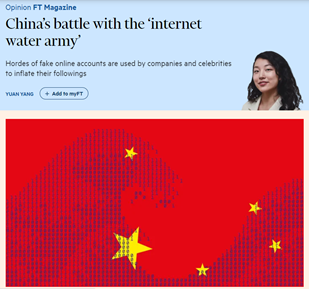 Opinion FT Magazine
China's battle with the 'internet
water army'
Hordes of fake online accounts are used by companies and celebrities
to inflate their followings
YUAN YANG
+ Add to myFT